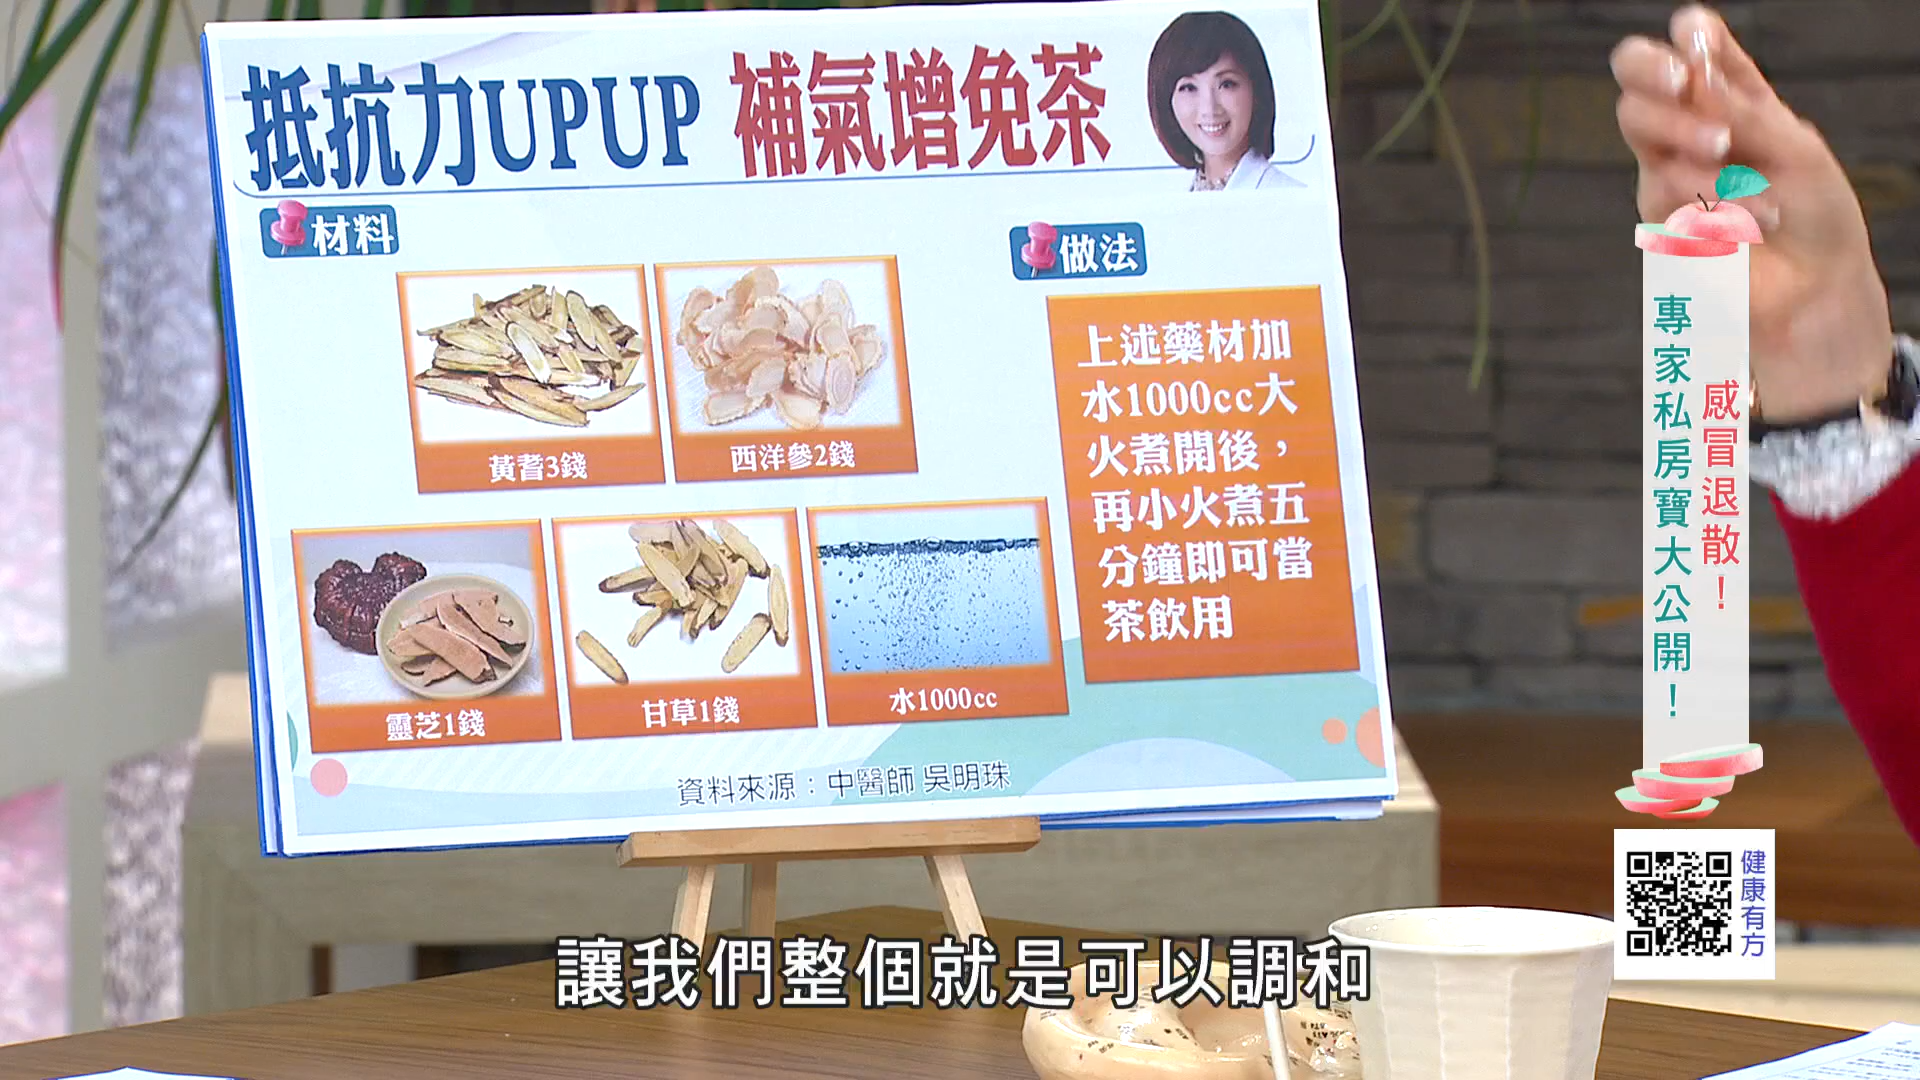 抵抗力UPUP 補氣增免茶
材料
做法
黃耆3錢
西洋參2錢
靈芝1錢
甘草1錢
水1000cc
上述藥材加
水1000cc大
火煮開後，
再小火煮五
分鐘即可當
茶飲用
資料來源：中醫師 吳明珠
感冒退散！
專家私房寶大公開！
健康有方
讓我們整個就是可以調和